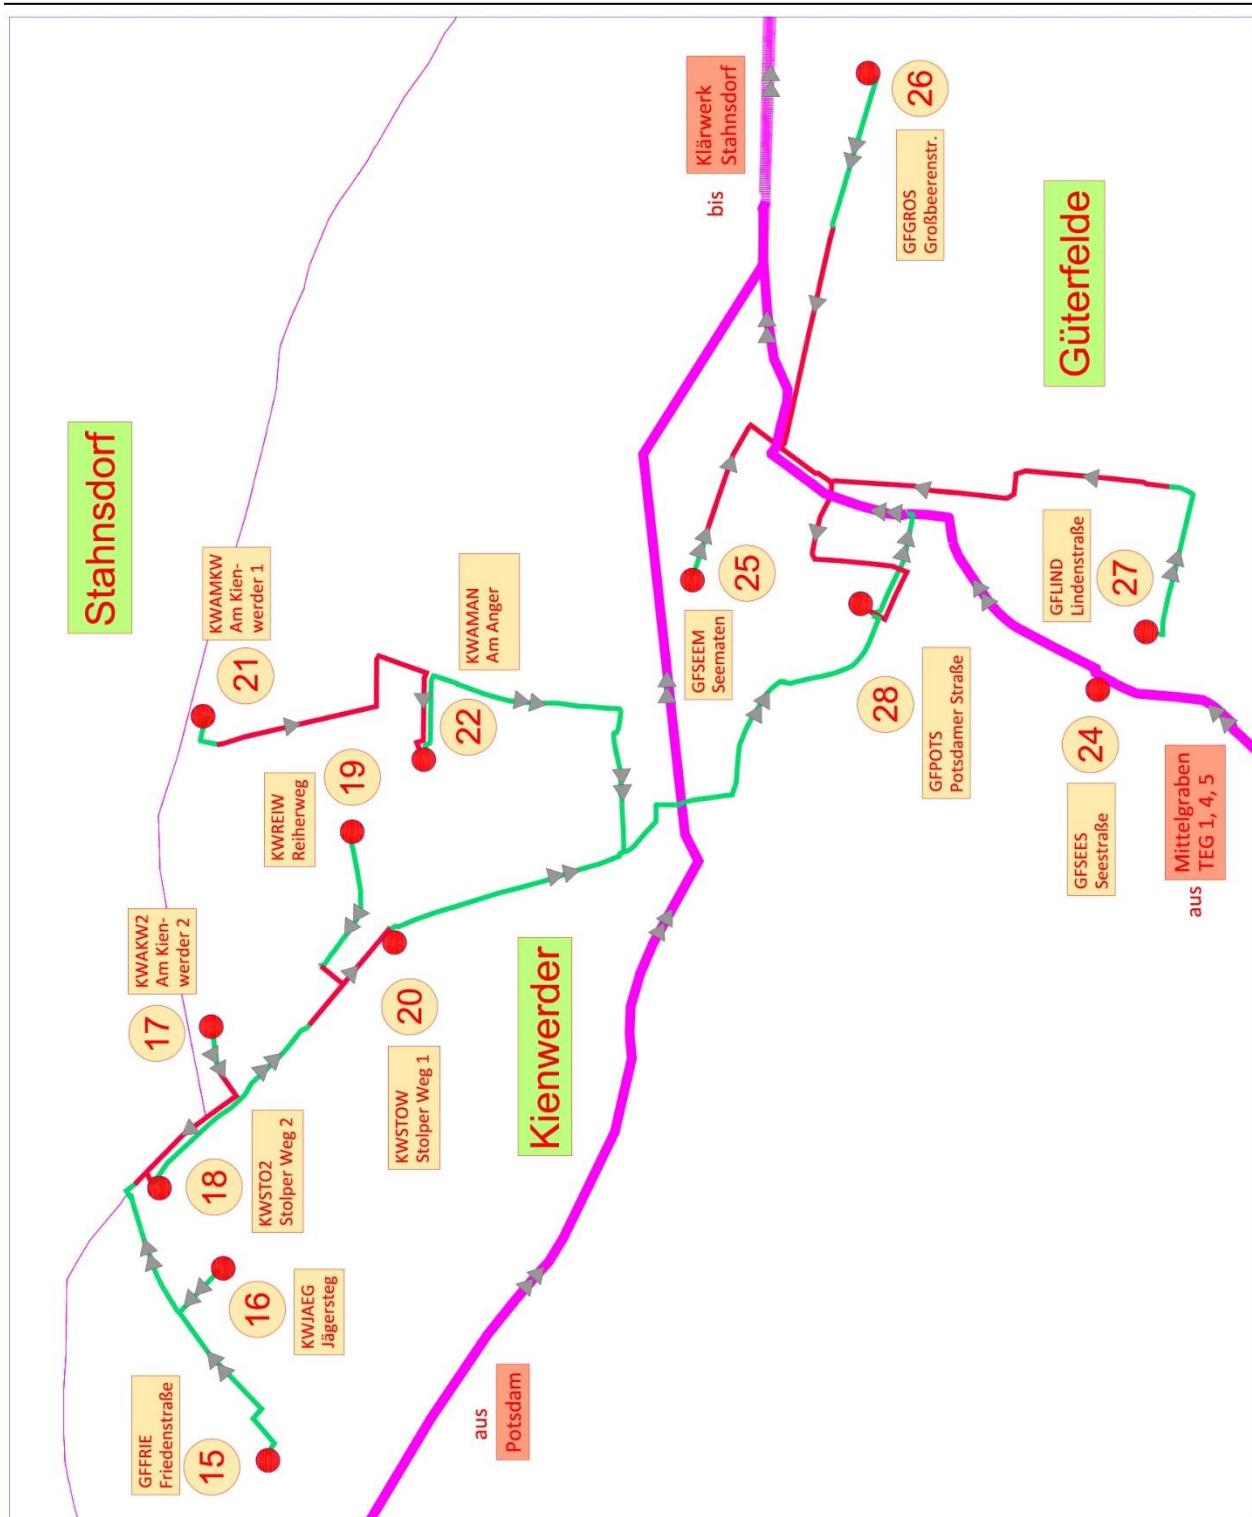 Stahnsdorf
KWAMKW
Am Kien-
werder 1
21
KWAMAN
Am Anger
22
KWREIW
Reiherweg
19
KWAKW2
Am Kien-
werder 2
17
KWSTO2
Stolper Weg 2
18
KWSTOW
Stolper Weg 1
20
KWJAEG
Jägersteg
16
GFFRIE
Friedenstraße
15
Kienwerder
aus
Potsdam
bis
Klärwerk
Stahnsdorf
26
GFGROS
Großbeerenstr.
Güterfelde
25
GFSEEM
Seematen
GFLIND
Lindenstraße
27
28
GFPOTS
Potsdamer Straße
24
GFSEES
Seestraße
aus
Mittelgraben
TEG 1, 4, 5